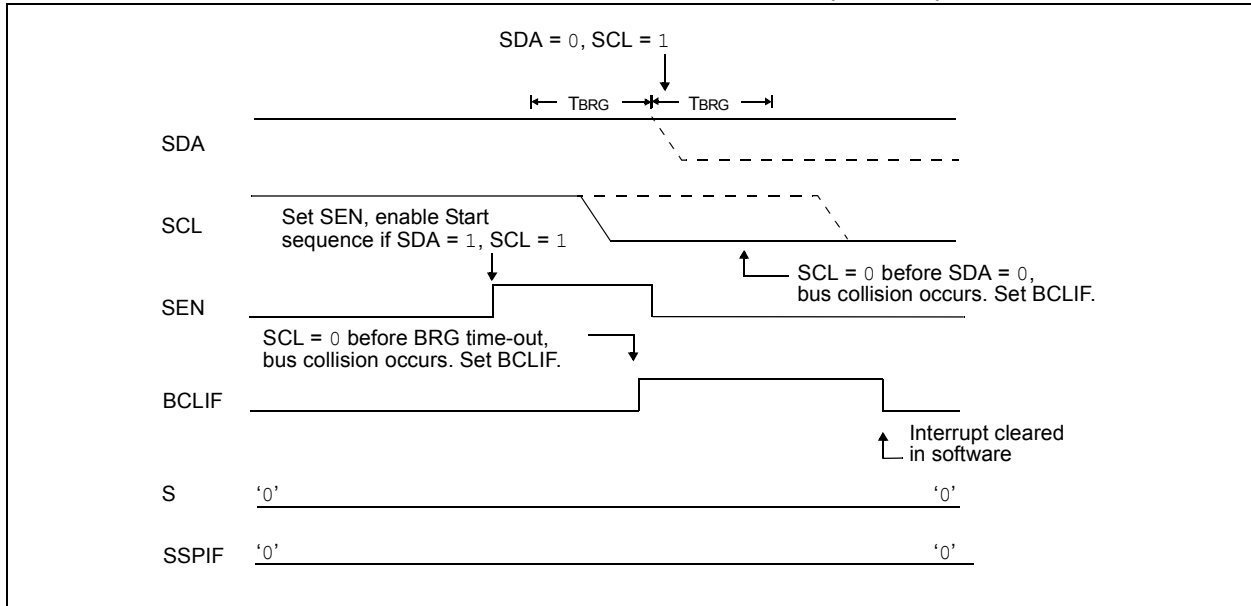 SDA = 0, SCL = 1
TBRG TBRG
SDA
SCL
Set SEN, enable Start
sequence if SDA = 1, SCL = 1
SCL = 0 before SDA = 0,
bus collision occurs. Set BCLIF.
SEN
SCL = 0 before BRG time-out,
bus collision occurs. Set BCLIF.
BCLIF
Interrupt cleared
in software
S ‘0’ ‘0’
SSPIF ‘0’ ‘0’